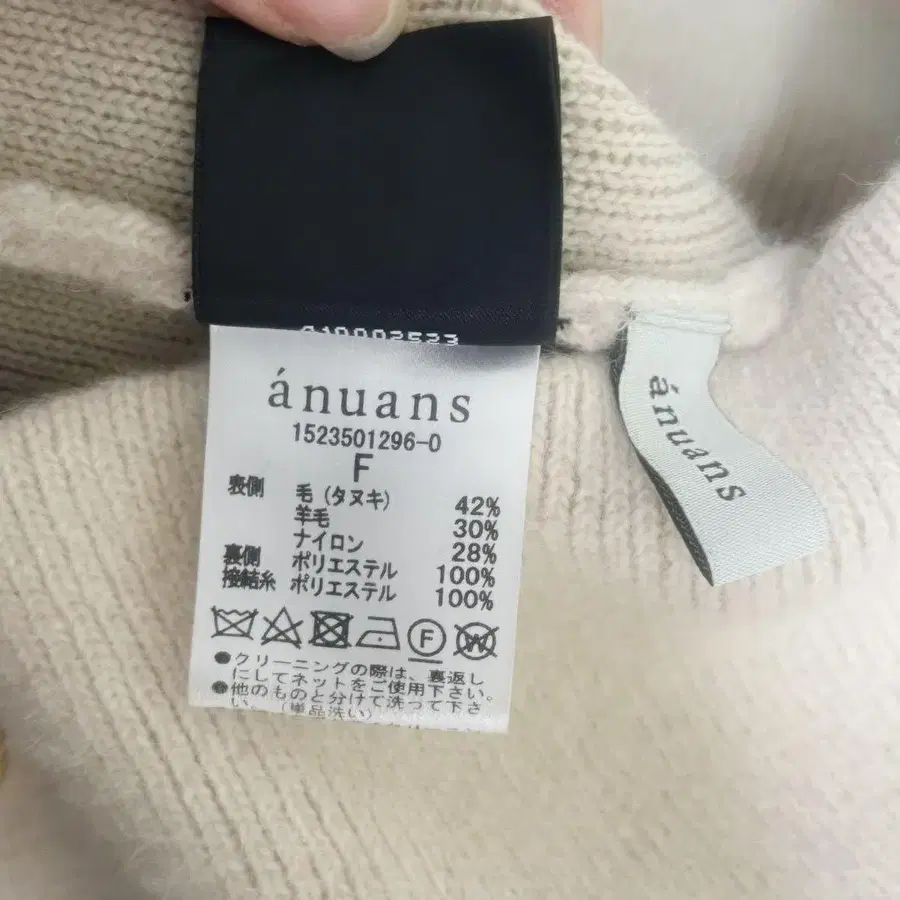 ánuans
1523501296-0
F
表側 毛(タヌキ) 42%
羊毛 30%
ナイロン 28%
裏側 ポリエステル 100%
接結糸 ポリエステル 100%
F
W
●クリーニングの際は、裏返し
にしてネットをご使用下さい。
●他のものと分けて洗って下さ
い。(単品洗い)
ánuans